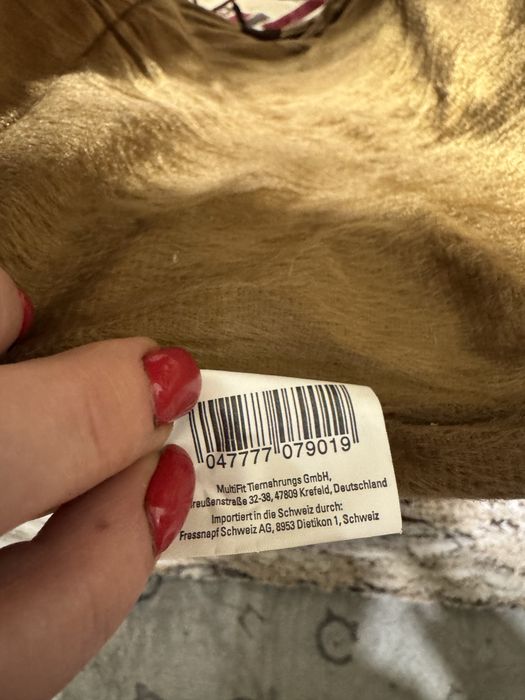 047777 079019
MultiFit Tiernahrungs GmbH,
32-38, 47809 Krefeld, Deutschland
Importiert in die Schweiz durch:
Fressnapf Schweiz AG, 8953 Dietikon 1, Schweiz